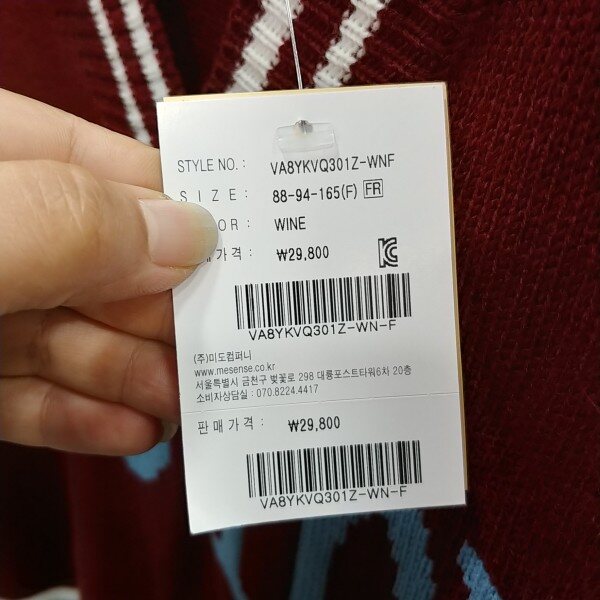 STYLE NO. : VA8YKVQ301Z-WNF
SIZE : 88-94-165(F) FR
OR : WINE
가격 : ₩29,800
VA8YKVQ301Z-WN-F
(주)미도컴퍼니
www.mesense.co.kr
서울특별시 금천구 벚꽃로 298 대륭포스트타워6차 20층
소비자상담실 : 070.8224.4417
판매가격 : ₩29,800
VA8YKVQ301Z-WN-F